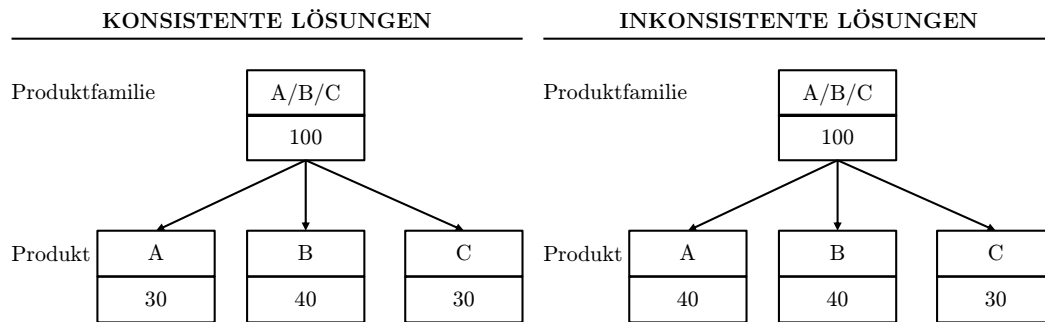 KONSISTENTE LÖSUNGEN
Produktfamilie
A/B/C
100
Produkt
A
B
C
30
40
30
INKONSISTENTE LÖSUNGEN
Produktfamilie
A/B/C
100
Produkt
A
B
C
40
40
30